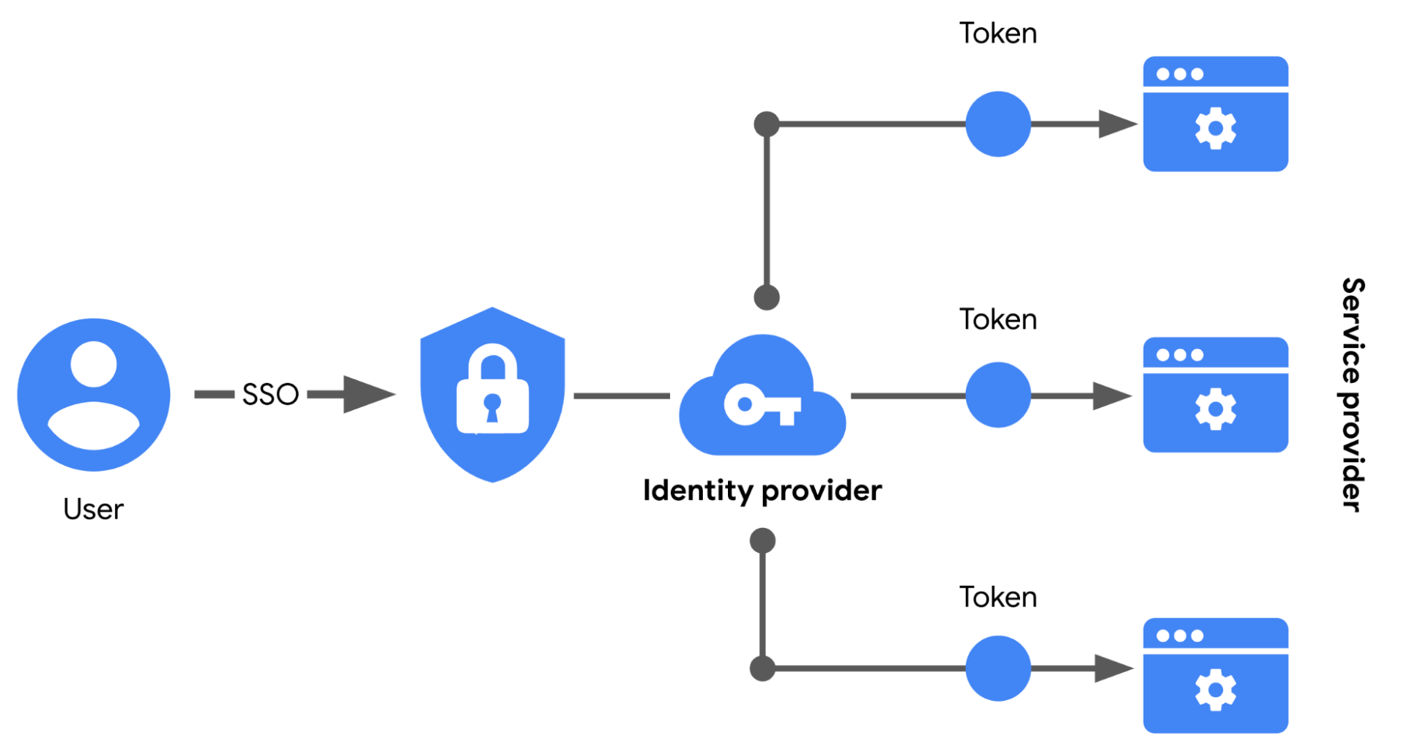 Token
Token
Service provider
SSO
Identity provider
User
Token